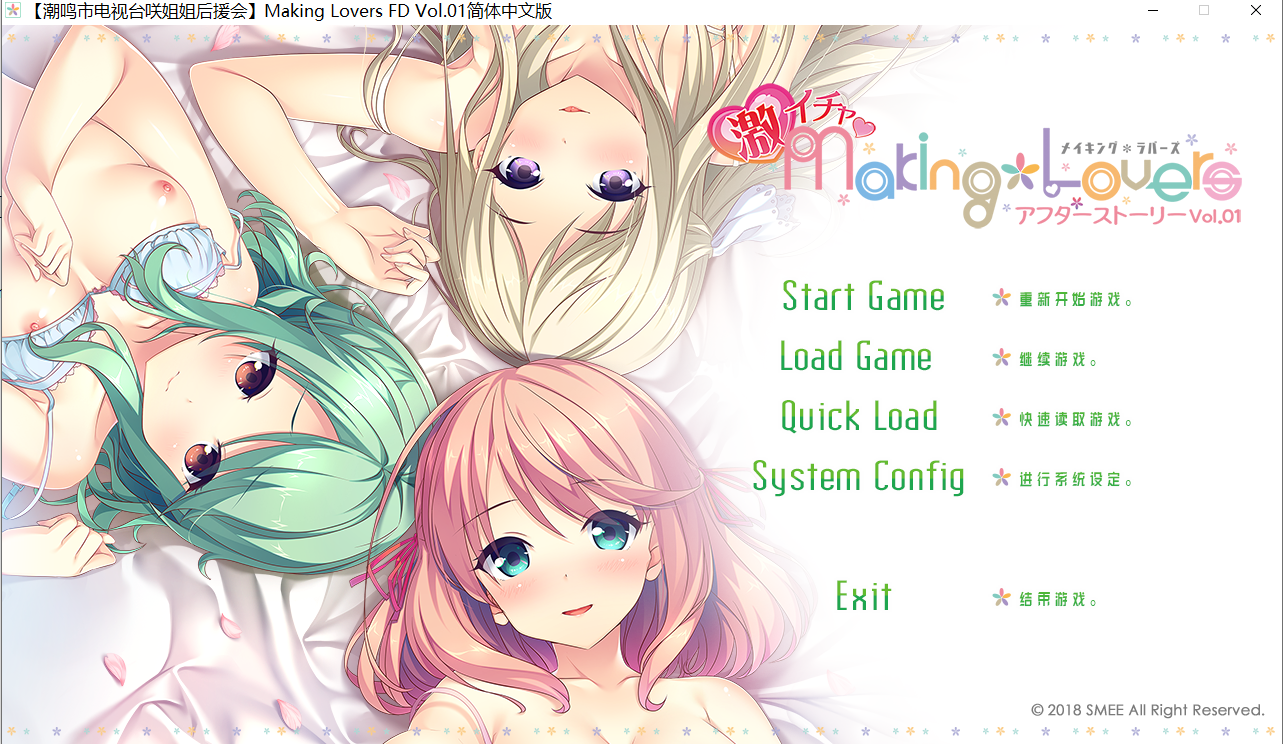 【潮鸣市电视台咲姐姐后援会】Making Lovers FD Vol.01简体中文版
激イチャ
メイキング*ラバーズ
Making*Lovers
アフターストーリーVol.01
Start Game 重新开始游戏。
Load Game 继续游戏。
Quick Load 快速读取游戏。
System Config 进行系统设定。
Exit 结束游戏。
© 2018 SMEE All Right Reserved.